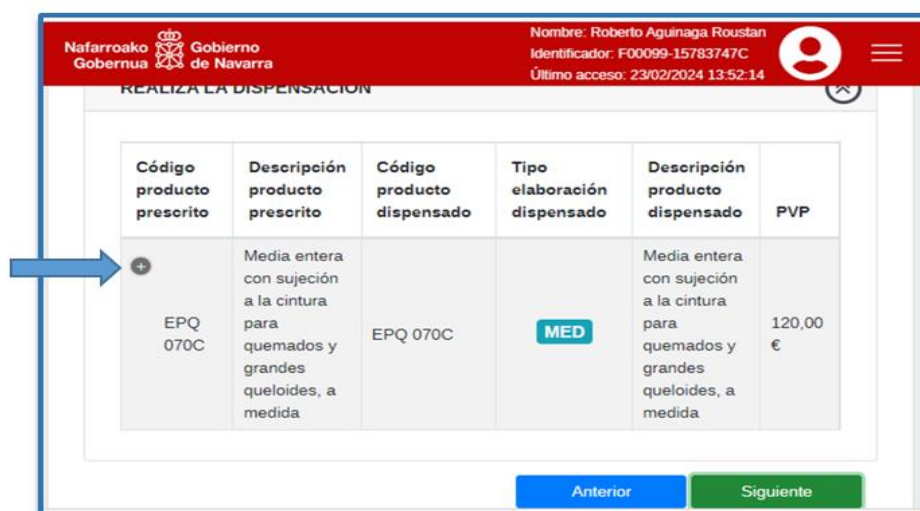 Nafarroako Gobierno
Gobernua de Navarra
Nombre: Roberto Aguinaga Roustan
Identificador: F00099-15783747C
Último acceso: 23/02/2024 13:52:14
REALIZA LA DISPENSACIÓN
Código
producto
prescrito
Descripción
producto
prescrito
Código
producto
dispensado
Tipo
elaboración
dispensado
Descripción
producto
dispensado
PVP
EPQ
070C
Media entera
con sujeción
a la cintura
para
quemados y
grandes
queloides, a
medida
EPQ 070C
MED
Media entera
con sujeción
a la cintura
para
quemados y
grandes
queloides, a
medida
120,00
€
Anterior
Siguiente